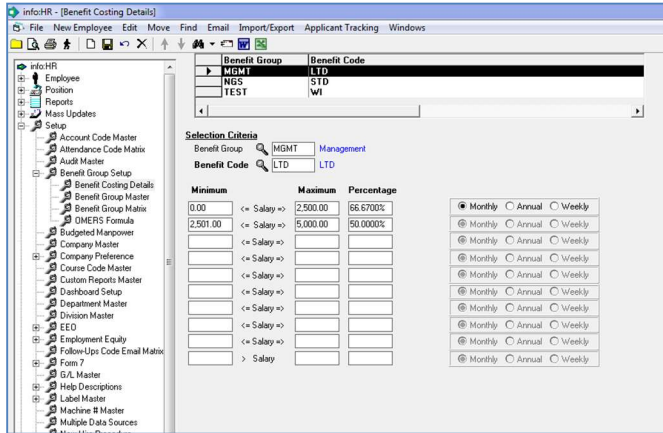 info:HR - [Benefit Costing Details]
File New Employee Edit Move Find Email Import/Export Applicant Tracking Windows
info:HR
Employee
Position
Reports
Mass Updates
Setup
Account Code Master
Attendance Code Matrix
Audit Master
Benefit Group Setup
Benefit Costing Details
Benefit Group Master
Benefit Group Matrix
OMERS Formula
Budgeted Manpower
Company Master
Company Preference
Course Code Master
Custom Reports Master
Dashboard Setup
Department Master
Division Master
EEO
Employment Equity
Follow-Ups Code Email Matrix
Form 7
G/L Master
Help Descriptions
Label Master
Machine # Master
Multiple Data Sources
Benefit Group Benefit Code
MGMT LTD
NGS STD
TEST WI
Selection Criteria
Benefit Group MGMT Management
Benefit Code LTD LTD
Minimum Maximum Percentage
0.00 <= Salary => 2,500.00 66.6700% Monthly Annual Weekly
2,501.00 <= Salary => 5,000.00 50.0000% Monthly Annual Weekly
<= Salary => Monthly Annual Weekly
<= Salary => Monthly Annual Weekly
<= Salary => Monthly Annual Weekly
<= Salary => Monthly Annual Weekly
<= Salary => Monthly Annual Weekly
<= Salary => Monthly Annual Weekly
<= Salary => Monthly Annual Weekly
> Salary Monthly Annual Weekly